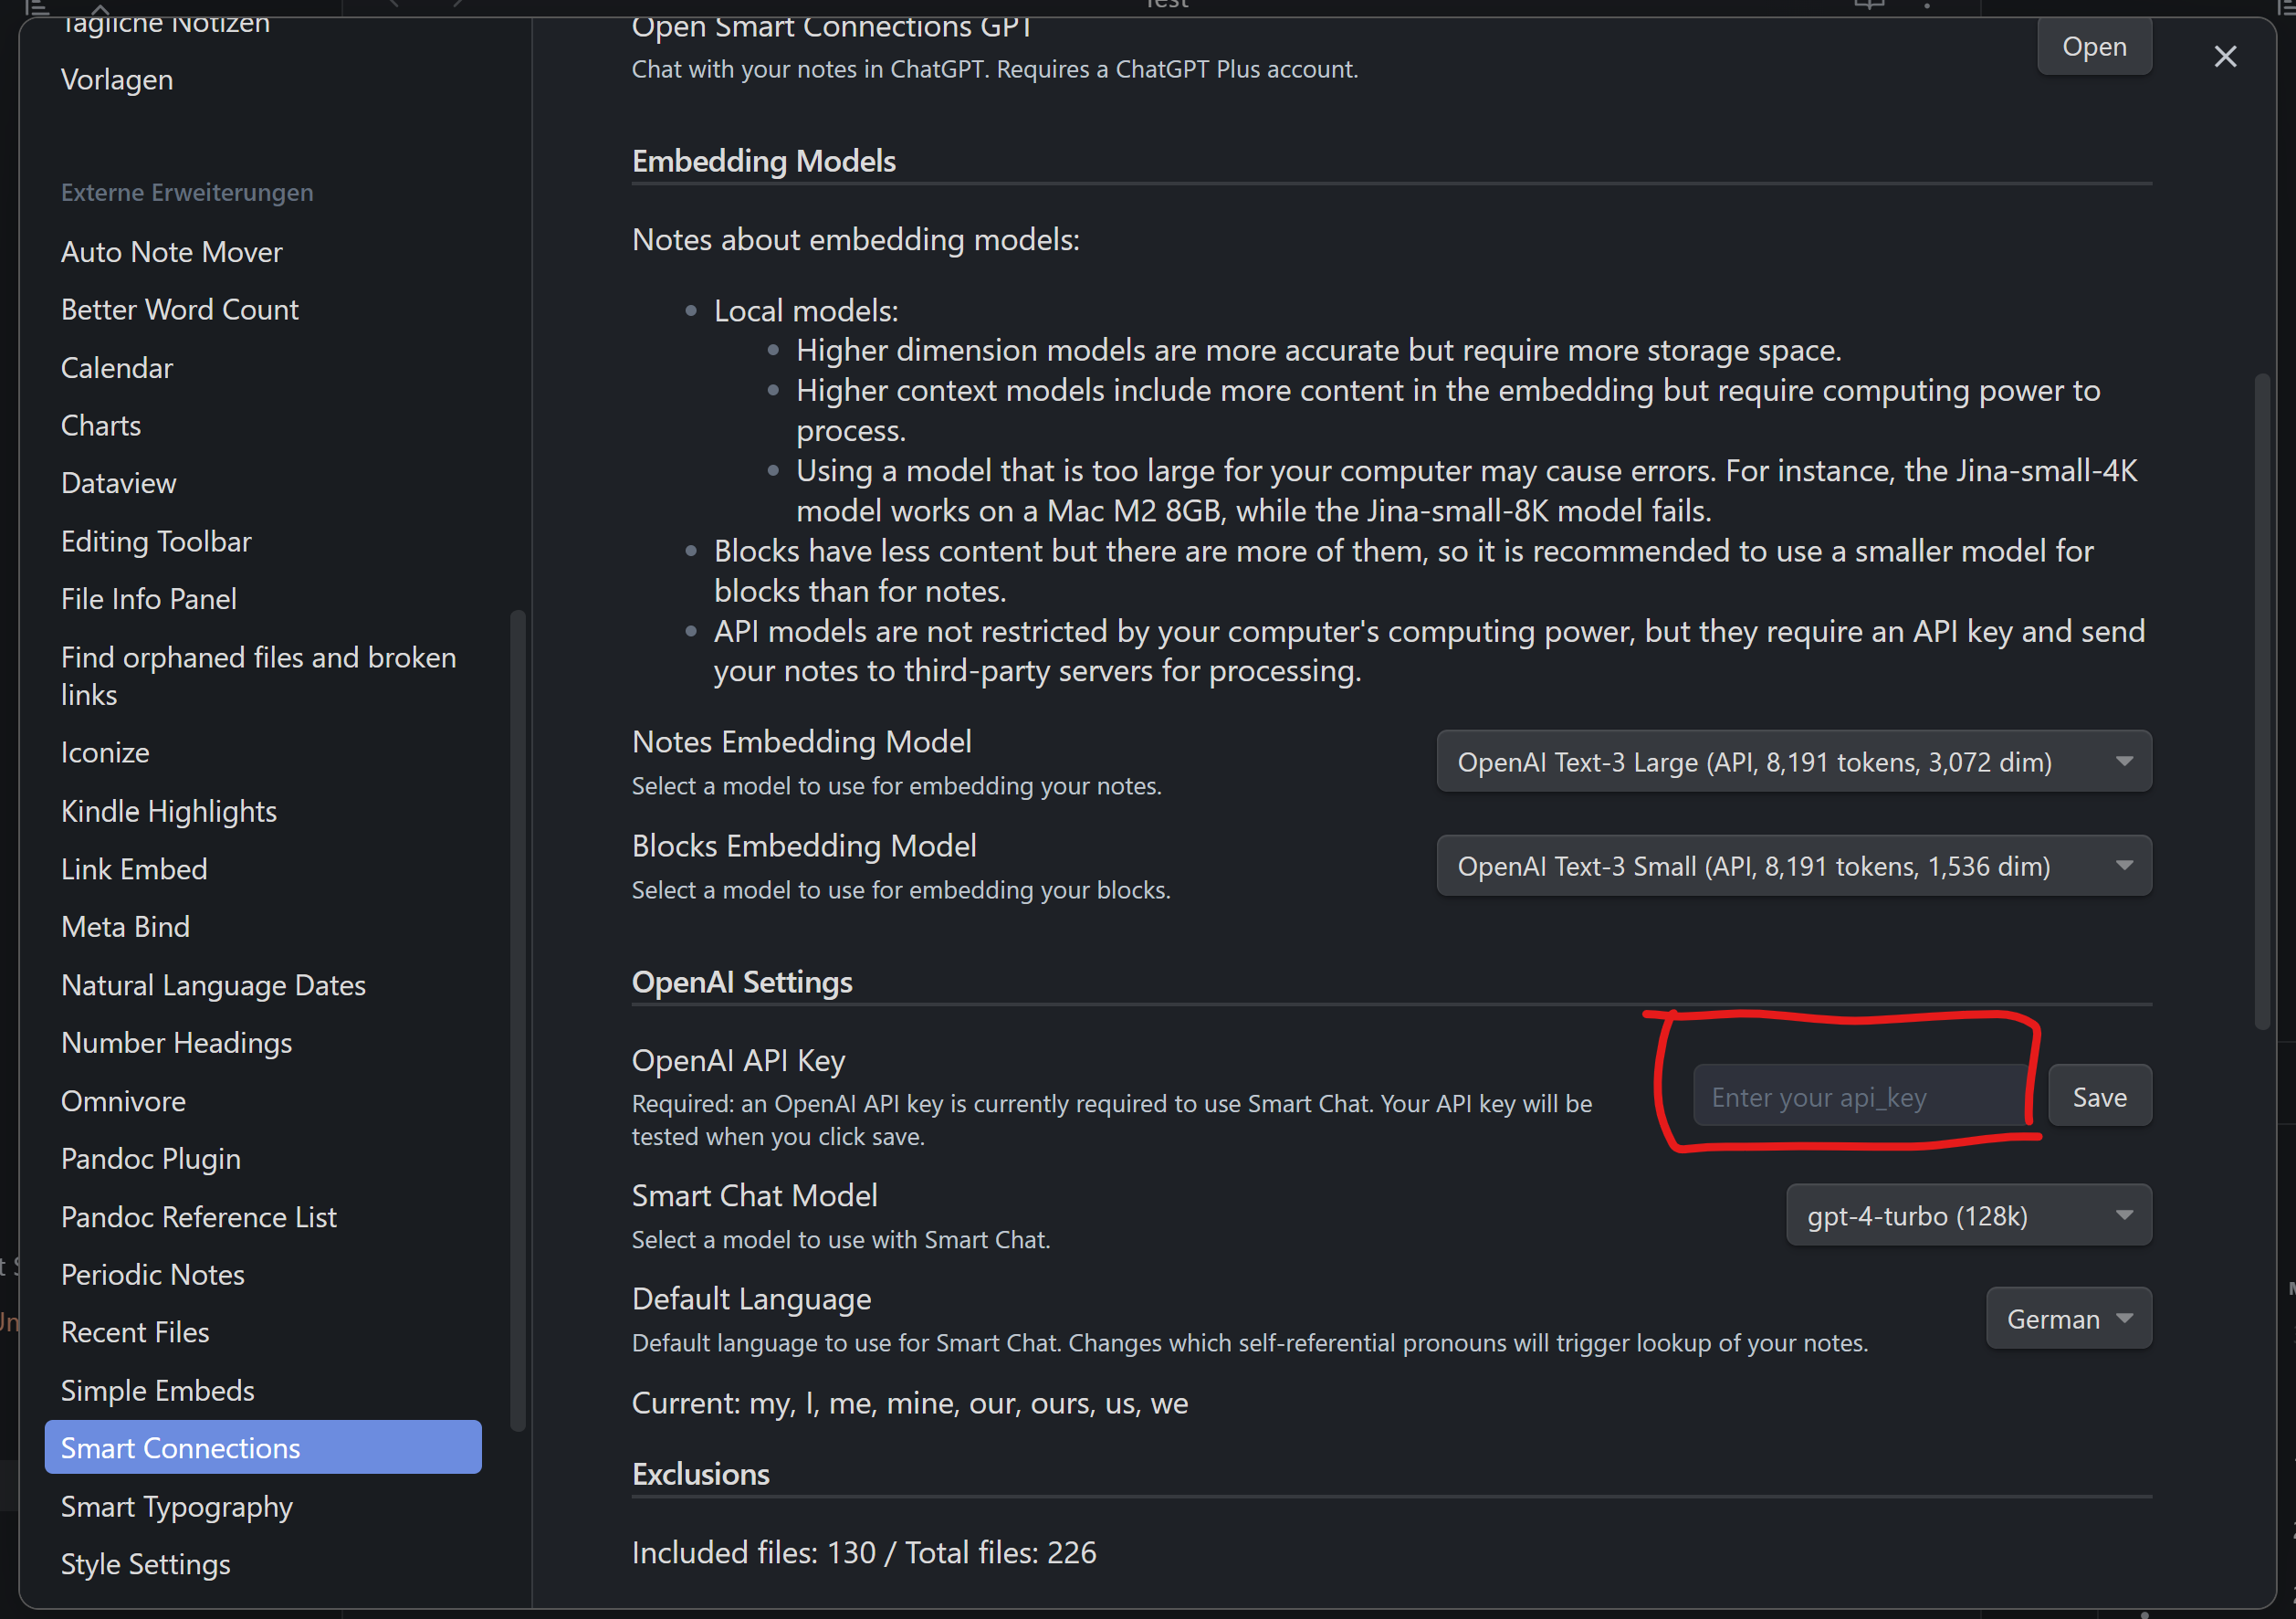 Test
Tägliche Notizen
Vorlagen
Externe Erweiterungen
Auto Note Mover
Better Word Count
Calendar
Charts
Dataview
Editing Toolbar
File Info Panel
Find orphaned files and broken
links
Iconize
Kindle Highlights
Link Embed
Meta Bind
Natural Language Dates
Number Headings
Omnivore
Pandoc Plugin
Pandoc Reference List
Periodic Notes
Recent Files
Simple Embeds
Smart Connections
Smart Typography
Style Settings
Open Smart Connections GPT
Chat with your notes in ChatGPT. Requires a ChatGPT Plus account.
Open
Embedding Models
Notes about embedding models:
Local models:
Higher dimension models are more accurate but require more storage space.
Higher context models include more content in the embedding but require computing power to
process.
Using a model that is too large for your computer may cause errors. For instance, the Jina-small-4K
model works on a Mac M2 8GB, while the Jina-small-8K model fails.
Blocks have less content but there are more of them, so it is recommended to use a smaller model for
blocks than for notes.
API models are not restricted by your computer's computing power, but they require an API key and send
your notes to third-party servers for processing.
Notes Embedding Model
Select a model to use for embedding your notes.
OpenAI Text-3 Large (API, 8,191 tokens, 3,072 dim)
Blocks Embedding Model
Select a model to use for embedding your blocks.
OpenAI Text-3 Small (API, 8,191 tokens, 1,536 dim)
OpenAI Settings
OpenAI API Key
Required: an OpenAI API key is currently required to use Smart Chat. Your API key will be
tested when you click save.
Enter your api_key
Save
Smart Chat Model
Select a model to use with Smart Chat.
gpt-4-turbo (128k)
Default Language
Default language to use for Smart Chat. Changes which self-referential pronouns will trigger lookup of your notes.
German
Current: my, I, me, mine, our, ours, us, we
Exclusions
Included files: 130 / Total files: 226